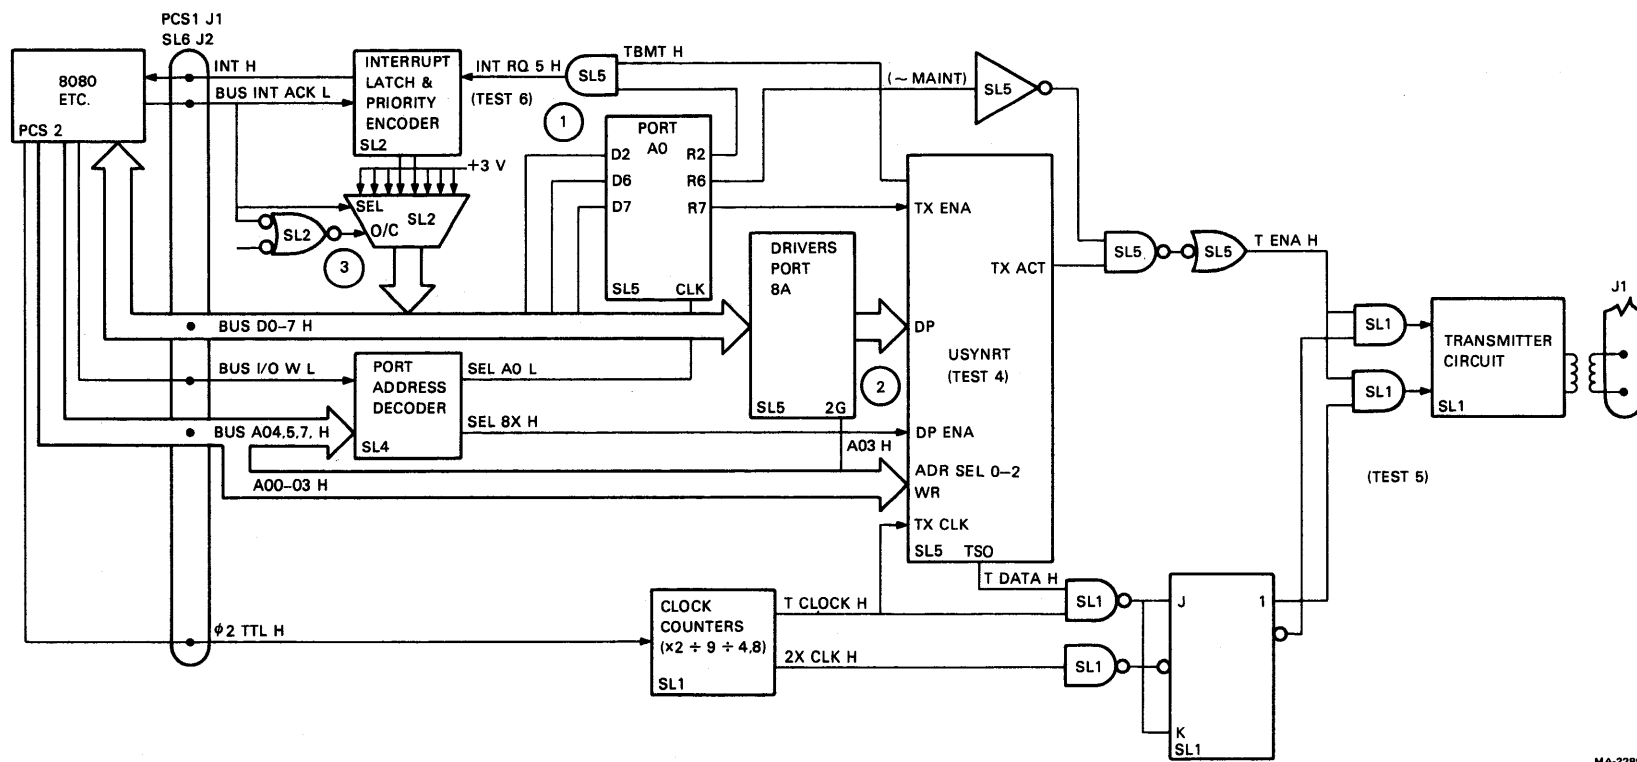 PCS1 J1
SL6 J2
8080
ETC.
PCS 2
INT H
BUS INT ACK L
INTERRUPT
LATCH &
PRIORITY
ENCODER
SL2
INT RQ 5 H
(TEST 6)
SL5
TBMT H
1
(~ MAINT)
SL5
+3 V
SEL
SL2
O/C
SL2
3
PORT
A0
D2
R2
D6
R6
D7
R7
SL5
CLK
DRIVERS
PORT
8A
SL5
2G
2
TX ENA
TX ACT
DP
USYNRT
(TEST 4)
DP ENA
ADR SEL 0-2
WR
TX CLK
SL5
TSO
SL5
SL5
T ENA H
SL1
SL1
TRANSMITTER
CIRCUIT
SL1
J1
(TEST 5)
BUS D0-7 H
BUS I/O W L
PORT
ADDRESS
DECODER
SL4
SEL A0 L
SEL 8X H
BUS A04,5,7, H
A03 H
A00-03 H
φ2 TTL H
CLOCK
COUNTERS
(x2 ÷ 9 ÷ 4,8)
SL1
T CLOCK H
2X CLK H
T DATA H
SL1
SL1
J
1
K
SL1